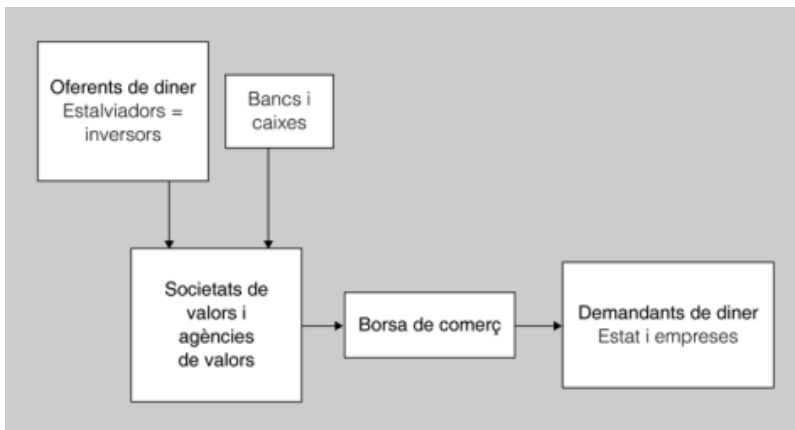 Oferents de diner
Estalviadors =
inversors
Bancs i
caixes
Societats de
valors i
agències
de valors
Borsa de comerç
Demandants de diner
Estat i empreses